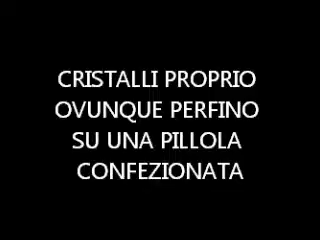 CRISTALLI PROPRIO
OVUNQUE PERFINO
SU UNA PILLOLA
CONFEZIONATA